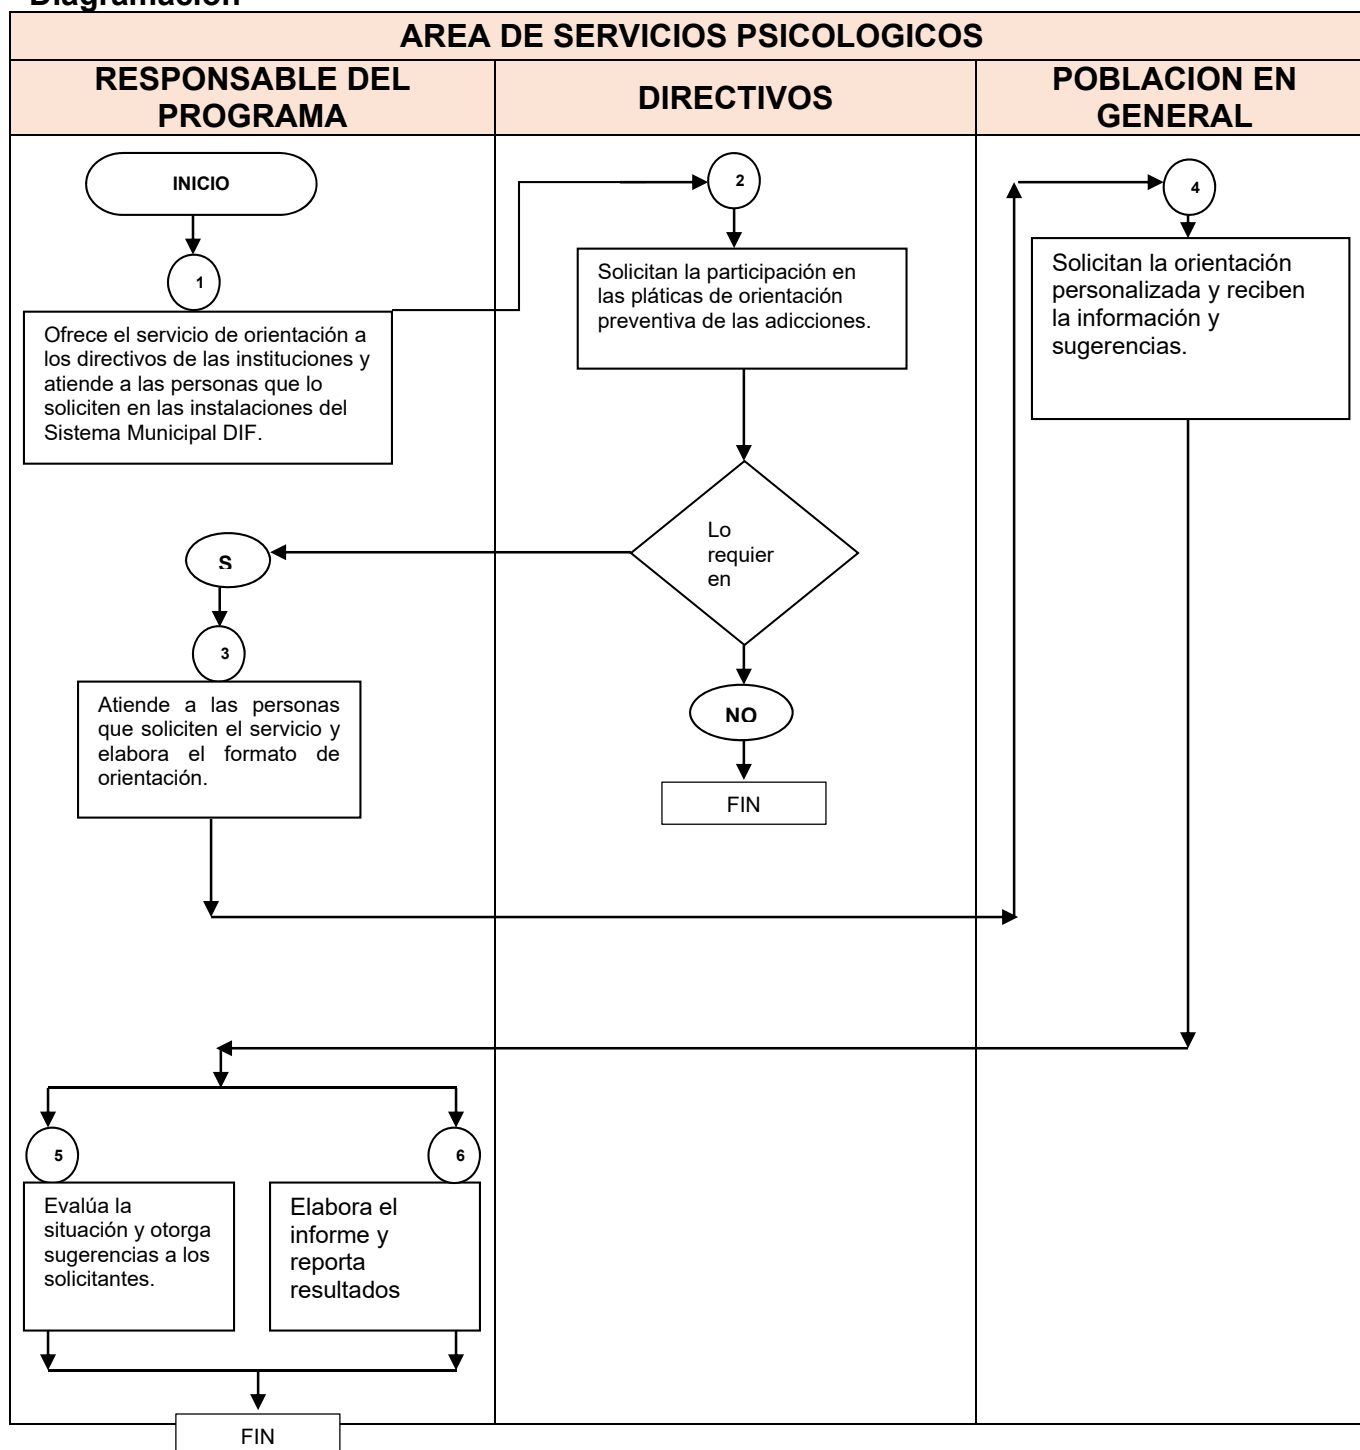 Diagramación
AREA DE SERVICIOS PSICOLOGICOS
RESPONSABLE DEL
PROGRAMA
DIRECTIVOS
POBLACION EN
GENERAL
INICIO
1
Ofrece el servicio de orientación a
los directivos de las instituciones y
atiende a las personas que lo
soliciten en las instalaciones del
Sistema Municipal DIF.
2
Solicitan la participación en
las pláticas de orientación
preventiva de las adicciones.
4
Solicitan la orientación
personalizada y reciben
la información y
sugerencias.
Lo
requier
en
S
3
Atiende a las personas
que soliciten el servicio y
elabora el formato de
orientación.
NO
FIN
5
Evalúa la
situación y otorga
sugerencias a los
solicitantes.
6
Elabora el
informe y
reporta
resultados
FIN